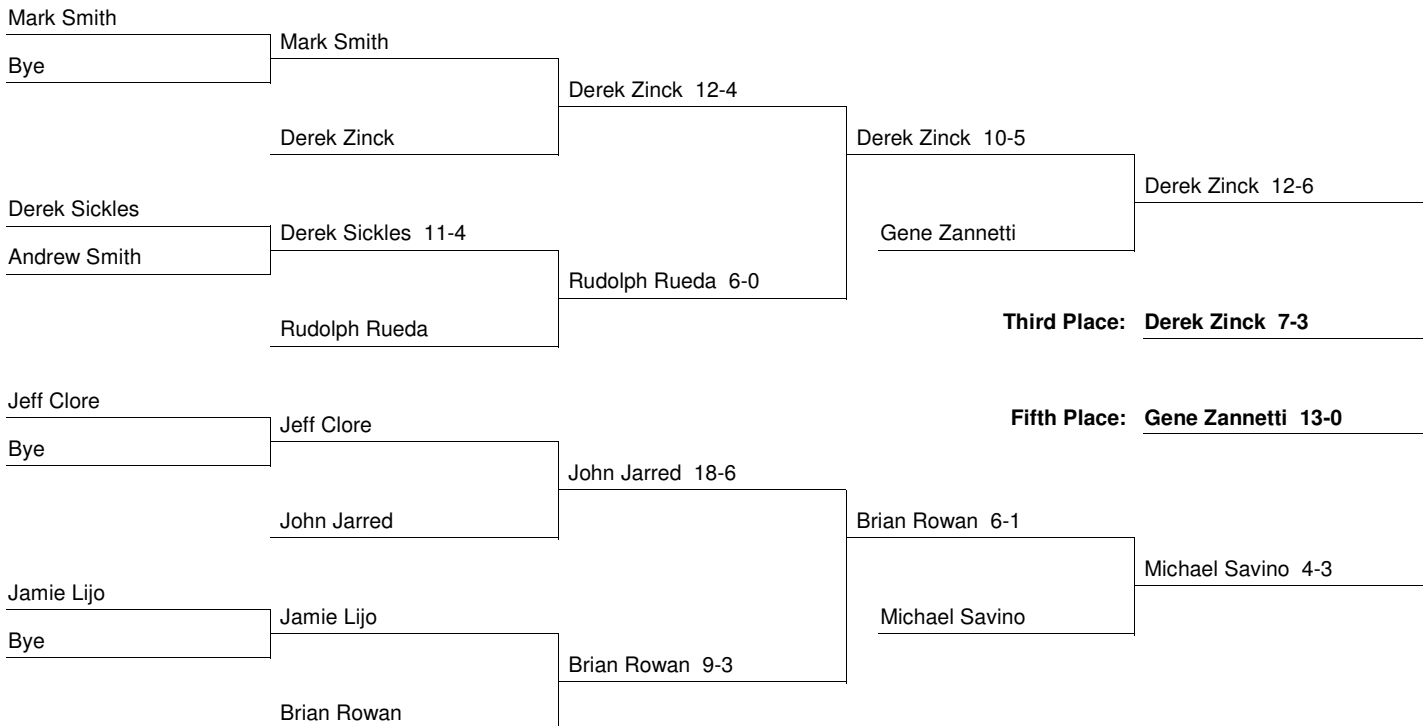 Mark Smith
Mark Smith
Bye
Derek Zinck 12-4
Derek Zinck
Derek Zinck 10-5
Derek Zinck 12-6
Derek Sickles
Derek Sickles 11-4
Gene Zannetti
Andrew Smith
Rudolph Rueda 6-0
Rudolph Rueda
Third Place: Derek Zinck 7-3
Jeff Clore
Jeff Clore
Fifth Place: Gene Zannetti 13-0
Bye
John Jarred 18-6
John Jarred
Brian Rowan 6-1
Michael Savino 4-3
Jamie Lijo
Jamie Lijo
Michael Savino
Bye
Brian Rowan 9-3
Brian Rowan